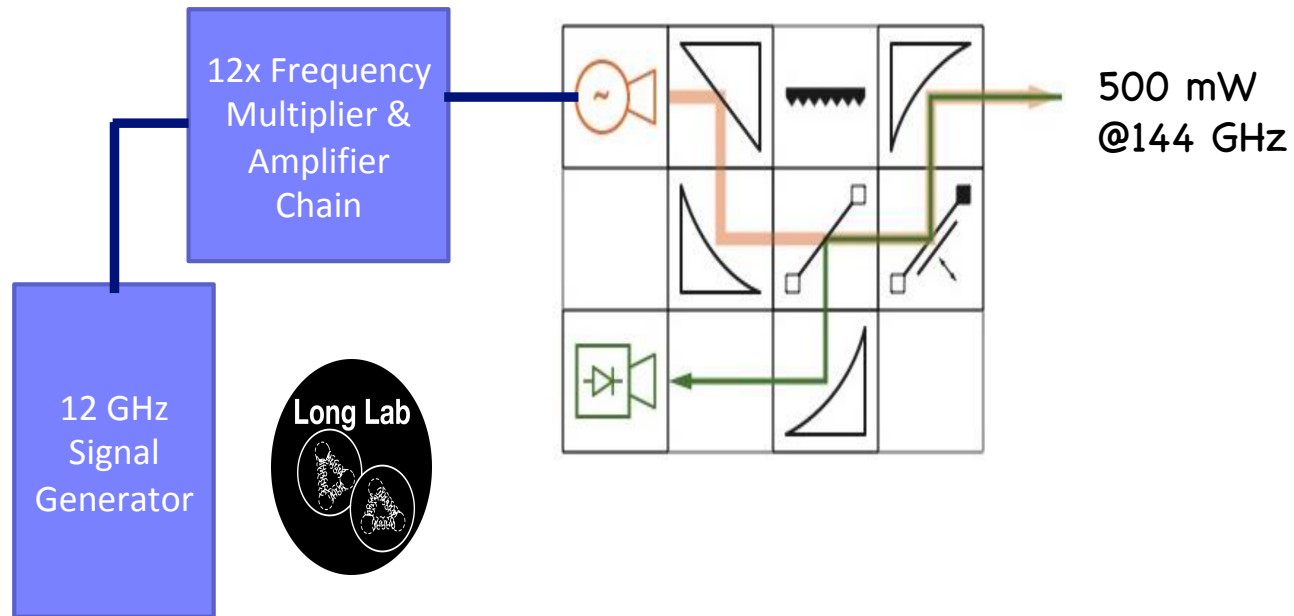 12x Frequency
Multiplier &
Amplifier
Chain
~
500 mW
@144 GHz
12 GHz
Signal
Generator
Long Lab